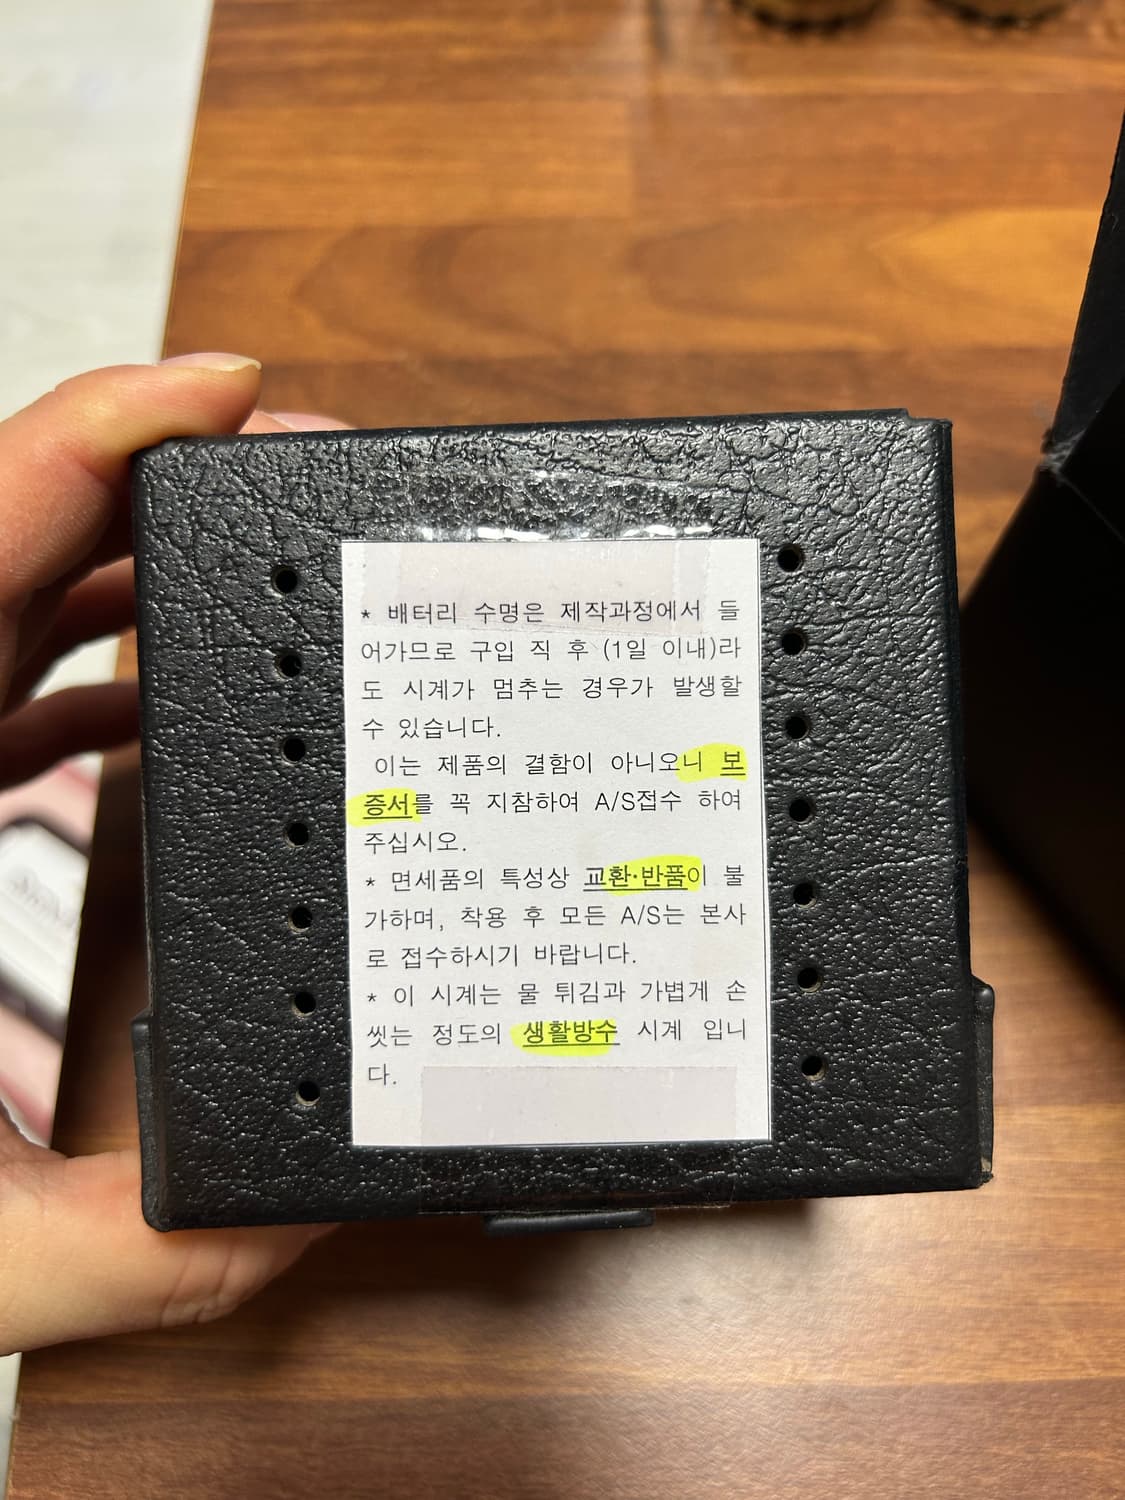 * 배터리 수명은 제작과정에서 들
어가므로 구입 직 후 (1일 이내)라
도 시계가 멈추는 경우가 발생할
수 있습니다.
이는 제품의 결함이 아니오니 보
증서를 꼭 지참하여 A/S접수 하여
주십시오.
* 면세품의 특성상 교환·반품이 불
가하며, 착용 후 모든 A/S는 본사
로 접수하시기 바랍니다.
* 이 시계는 물 튀김과 가볍게 손
씻는 정도의 생활방수 시계 입니
다.